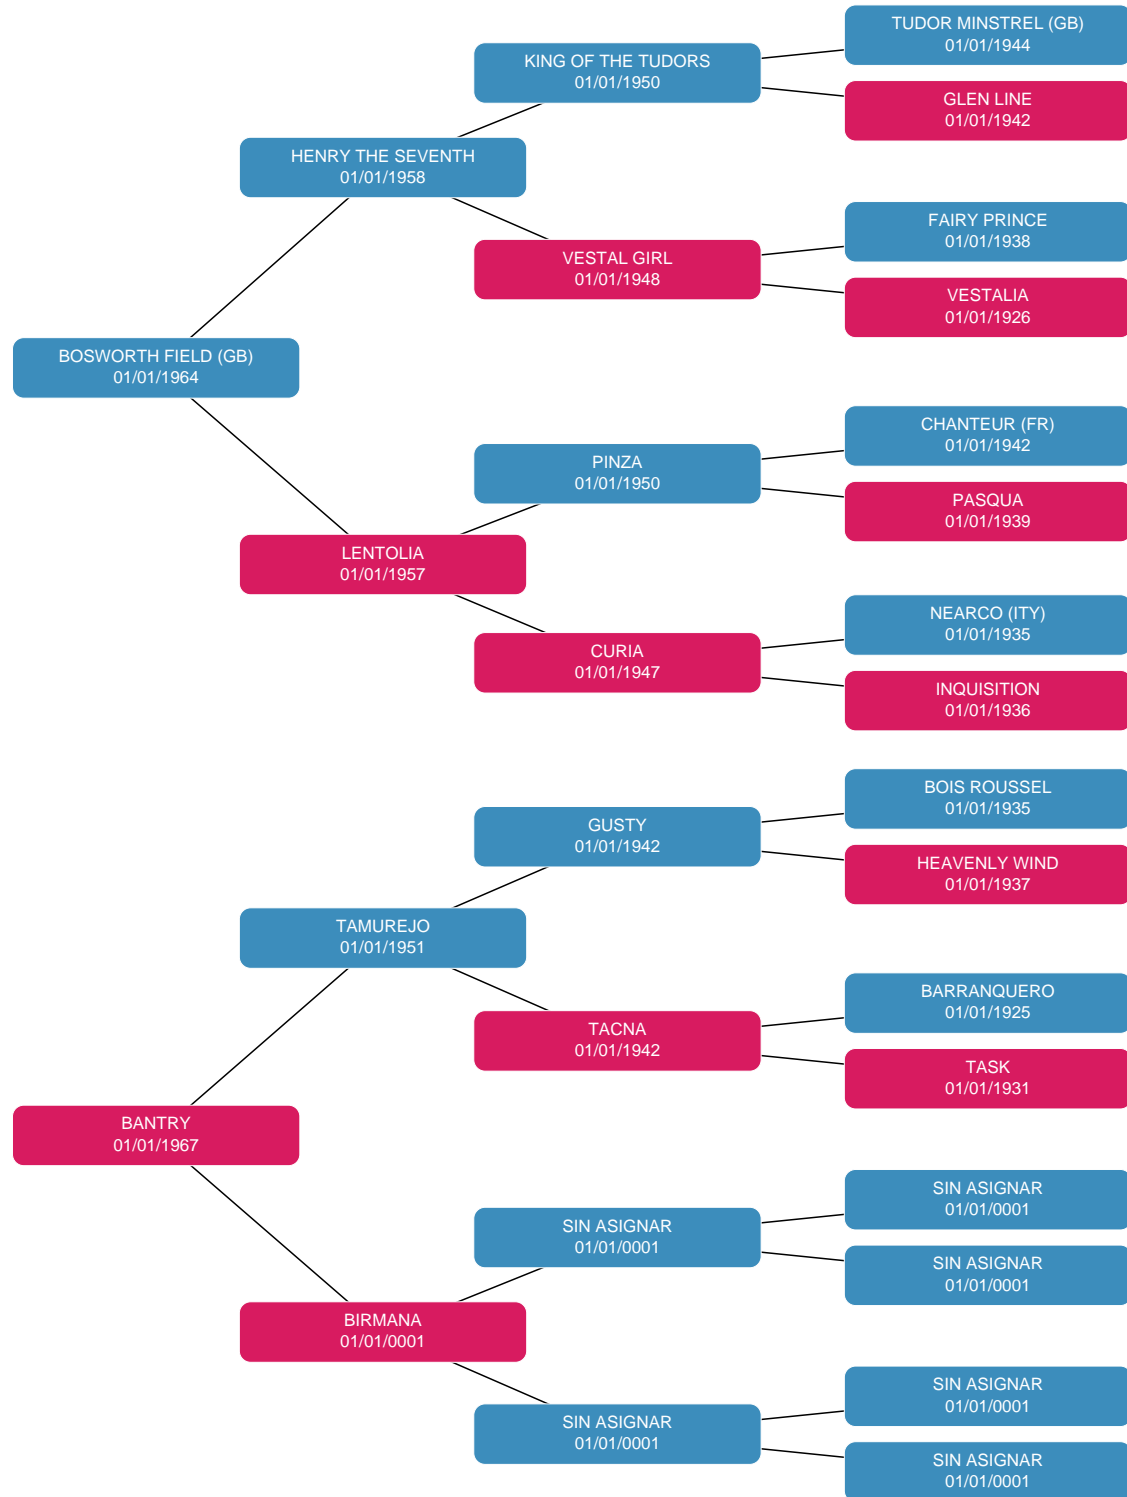 TUDOR MINSTREL (GB)
01/01/1944
KING OF THE TUDORS
01/01/1950
GLEN LINE
01/01/1942
HENRY THE SEVENTH
01/01/1958
FAIRY PRINCE
01/01/1938
VESTAL GIRL
01/01/1948
VESTALIA
01/01/1926
BOSWORTH FIELD (GB)
01/01/1964
CHANTEUR (FR)
01/01/1942
PINZA
01/01/1950
PASQUA
01/01/1939
LENTOLIA
01/01/1957
NEARCO (ITY)
01/01/1935
CURIA
01/01/1947
INQUISITION
01/01/1936
BOIS ROUSSEL
01/01/1935
GUSTY
01/01/1942
HEAVENLY WIND
01/01/1937
TAMUREJO
01/01/1951
BARRANQUERO
01/01/1925
TACNA
01/01/1942
TASK
01/01/1931
BANTRY
01/01/1967
SIN ASIGNAR
01/01/0001
SIN ASIGNAR
01/01/0001
SIN ASIGNAR
01/01/0001
BIRMANA
01/01/0001
SIN ASIGNAR
01/01/0001
SIN ASIGNAR
01/01/0001
SIN ASIGNAR
01/01/0001